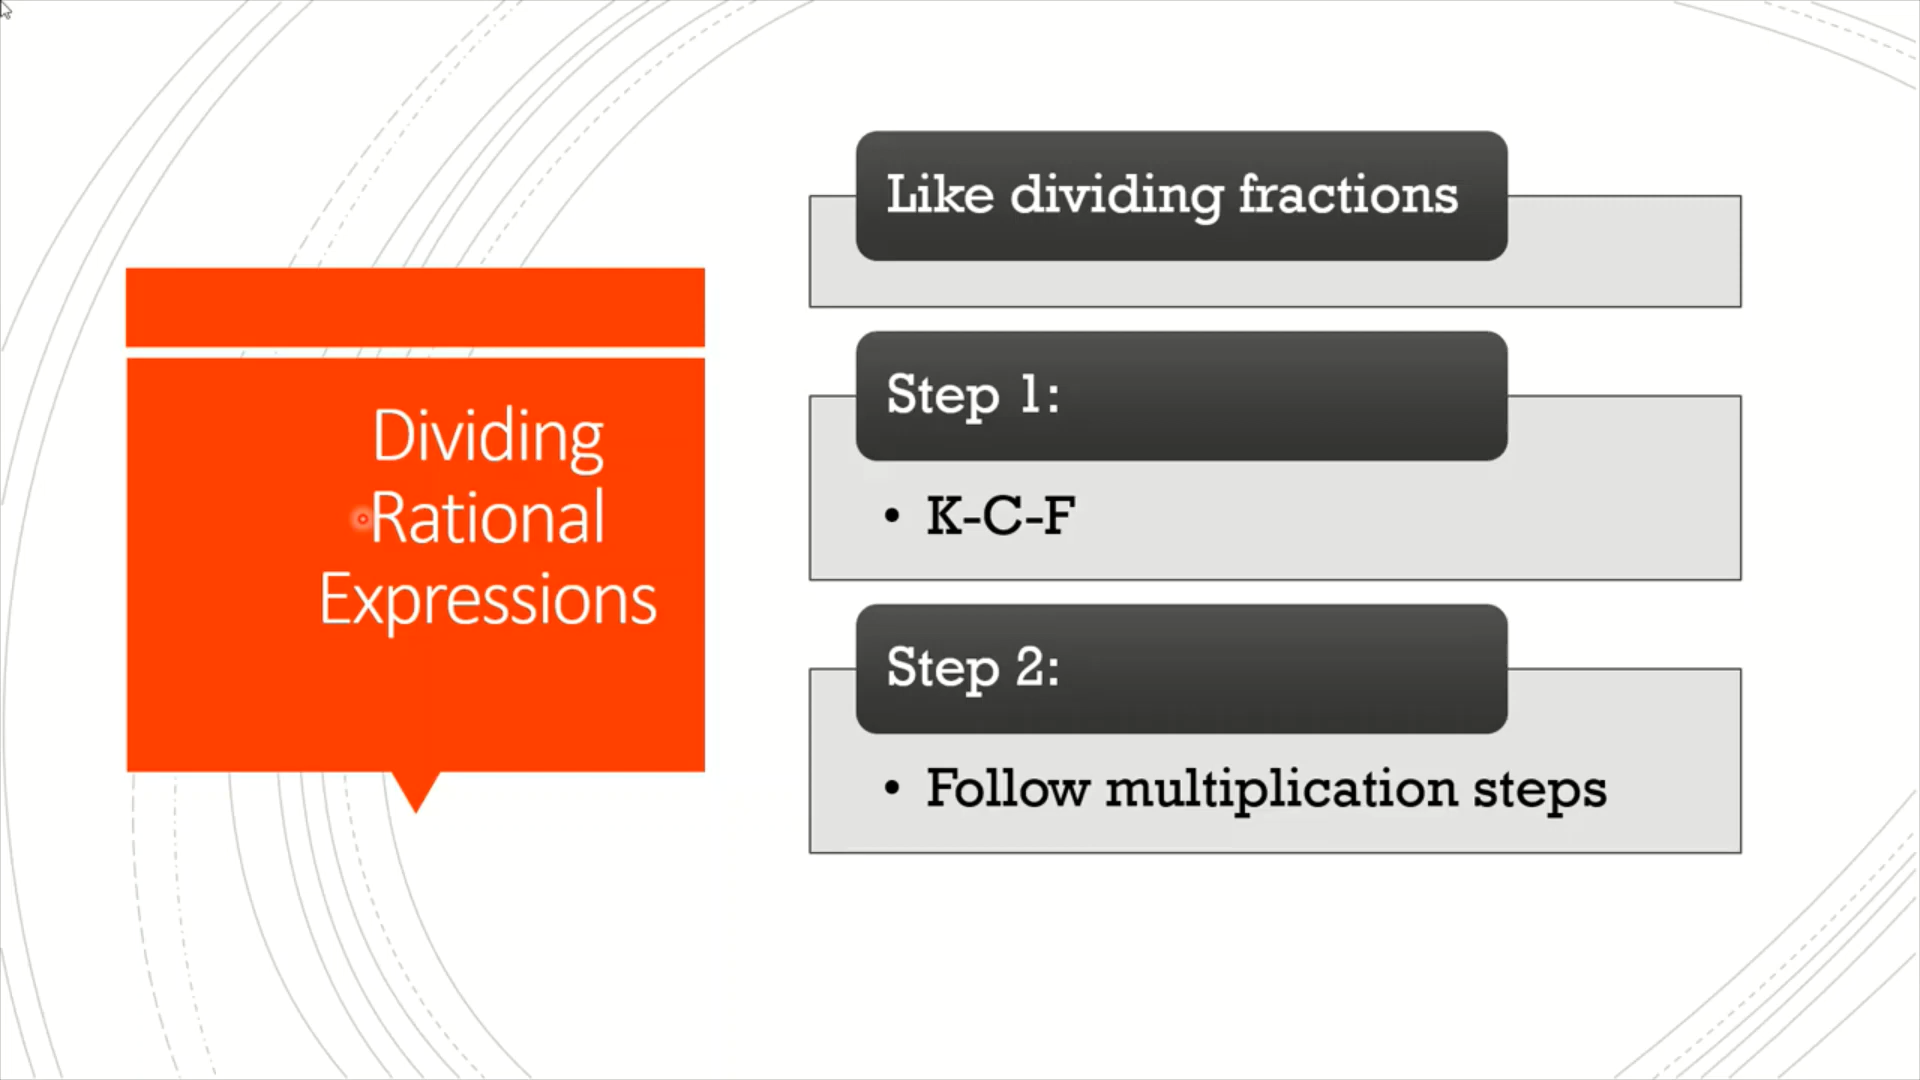 Dividing
Rational
Expressions
Like dividing fractions
Step 1:
• K-C-F
Step 2:
• Follow multiplication steps